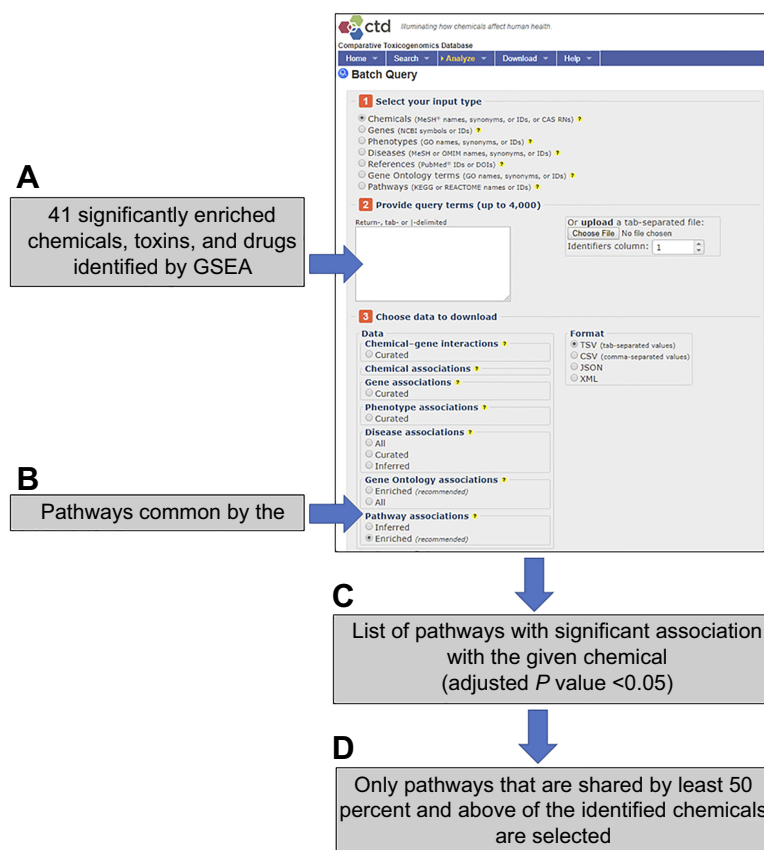 ctd Illuminating how chemicals affect human health.
Comparative Toxicogenomics Database
Home Search Analyze Download Help
Batch Query
1 Select your input type
Chemicals (MeSH® names, synonyms, or IDs, or CAS RNs) ?
Genes (NCBI symbols or IDs) ?
Phenotypes (GO names, synonyms, or IDs) ?
Diseases (MeSH or OMIM names, synonyms, or IDs) ?
References (PubMed® IDs or DOIs) ?
Gene Ontology terms (GO names, synonyms, or IDs) ?
Pathways (KEGG or REACTOME names or IDs) ?
A
41 significantly enriched
chemicals, toxins, and drugs
identified by GSEA
2 Provide query terms (up to 4,000)
Return-, tab- or |-delimited
Or upload a tab-separated file:
Choose File No file chosen
Identifiers column: 1
3 Choose data to download
Data
Chemical–gene interactions ?
Curated
Chemical associations ?
Gene associations ?
Curated
Phenotype associations ?
Curated
Disease associations ?
All
Curated
Inferred
Gene Ontology associations ?
Enriched (recommended)
All
Pathway associations ?
Inferred
Enriched (recommended)
Format
TSV (tab-separated values)
CSV (comma-separated values)
JSON
XML
B
Pathways common by the
C
List of pathways with significant association
with the given chemical
(adjusted P value <0.05)
D
Only pathways that are shared by least 50
percent and above of the identified chemicals
are selected